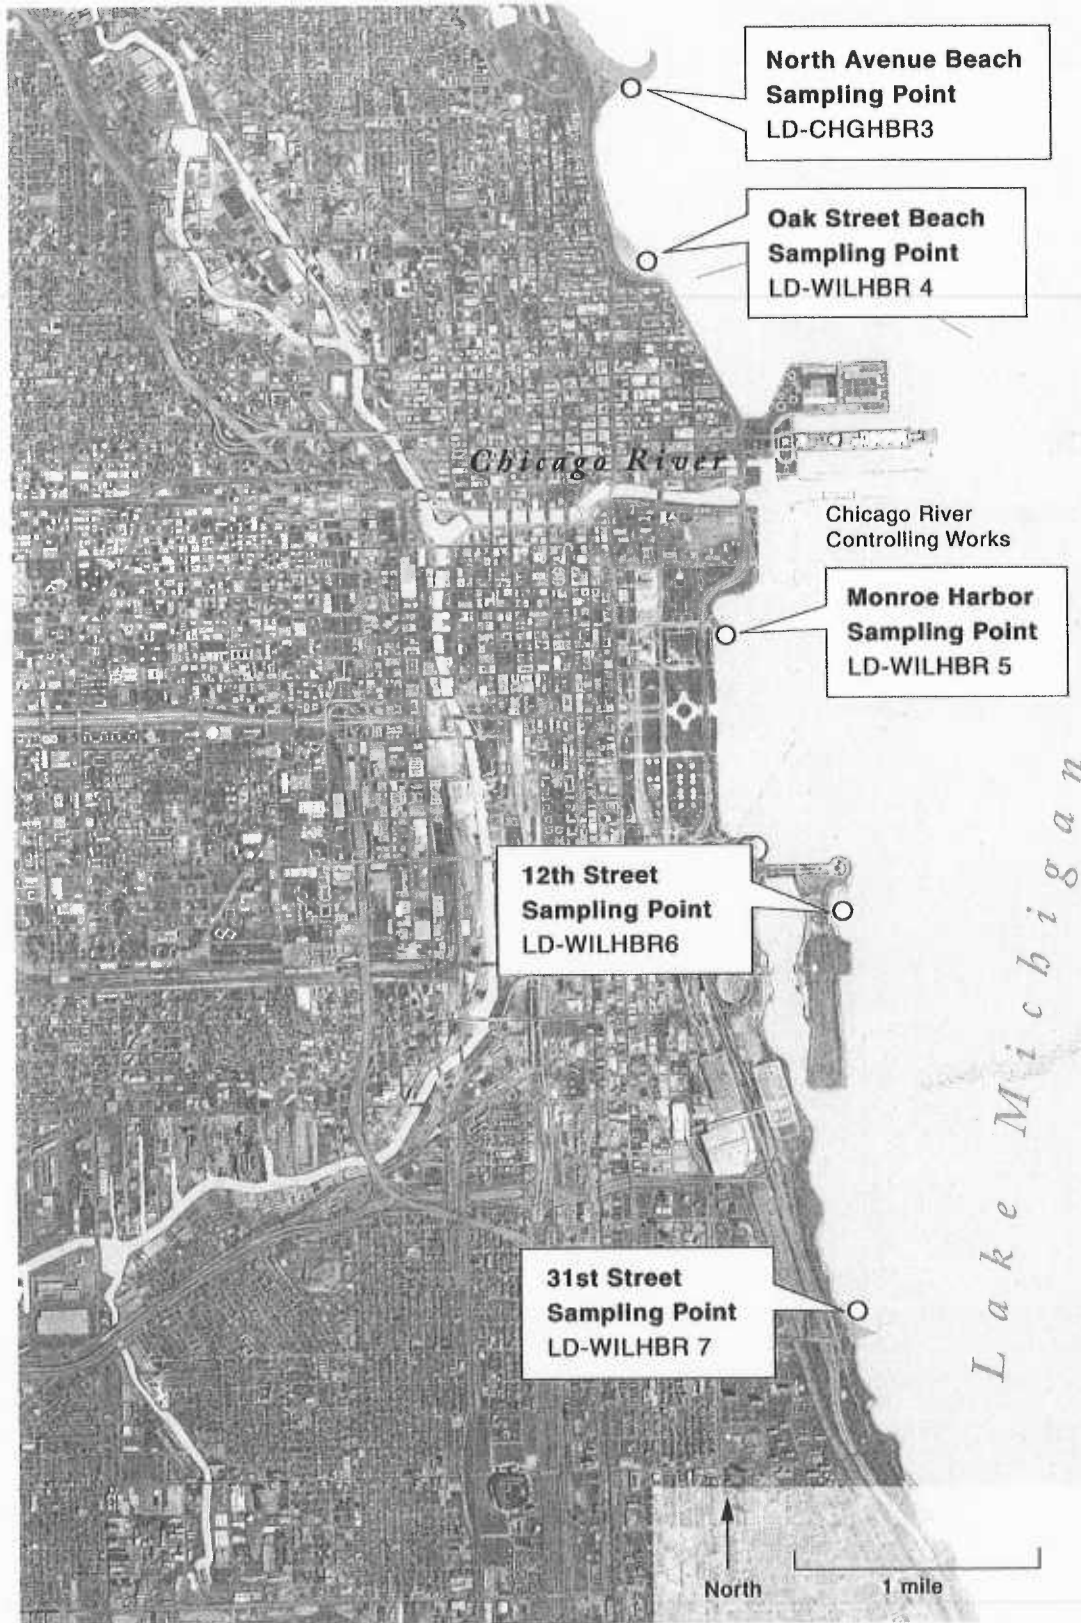 North Avenue Beach
Sampling Point
LD-CHGHBR3
Oak Street Beach
Sampling Point
LD-WILHBR 4
Chicago River
Chicago River
Controlling Works
Monroe Harbor
Sampling Point
LD-WILHBR 5
12th Street
Sampling Point
LD-WILHBR6
Lake Michigan
31st Street
Sampling Point
LD-WILHBR 7
North
1 mile